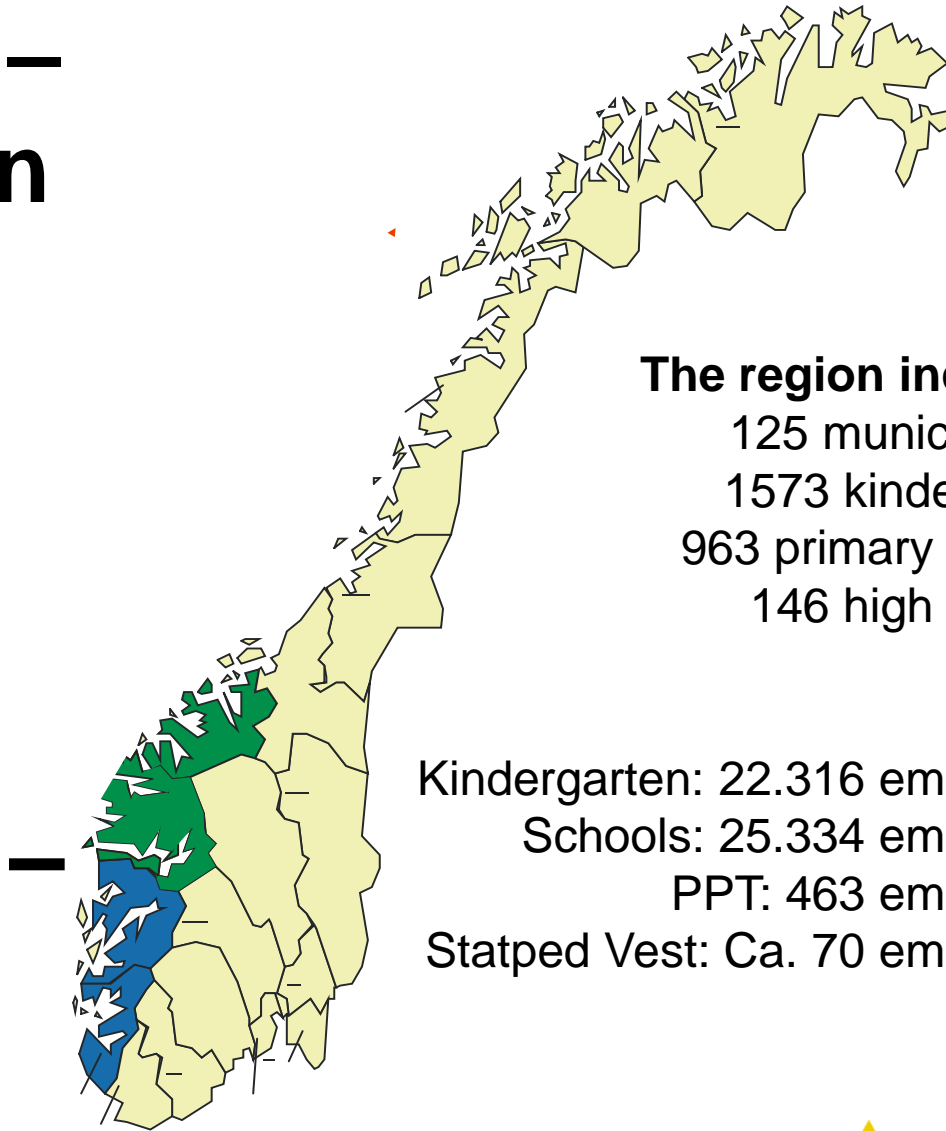 –
n
The region inc
125 munic
1573 kinde
963 primary
146 high
Kindergarten: 22.316 em
Schools: 25.334 em
PPT: 463 em
–
Statped Vest: Ca. 70 em